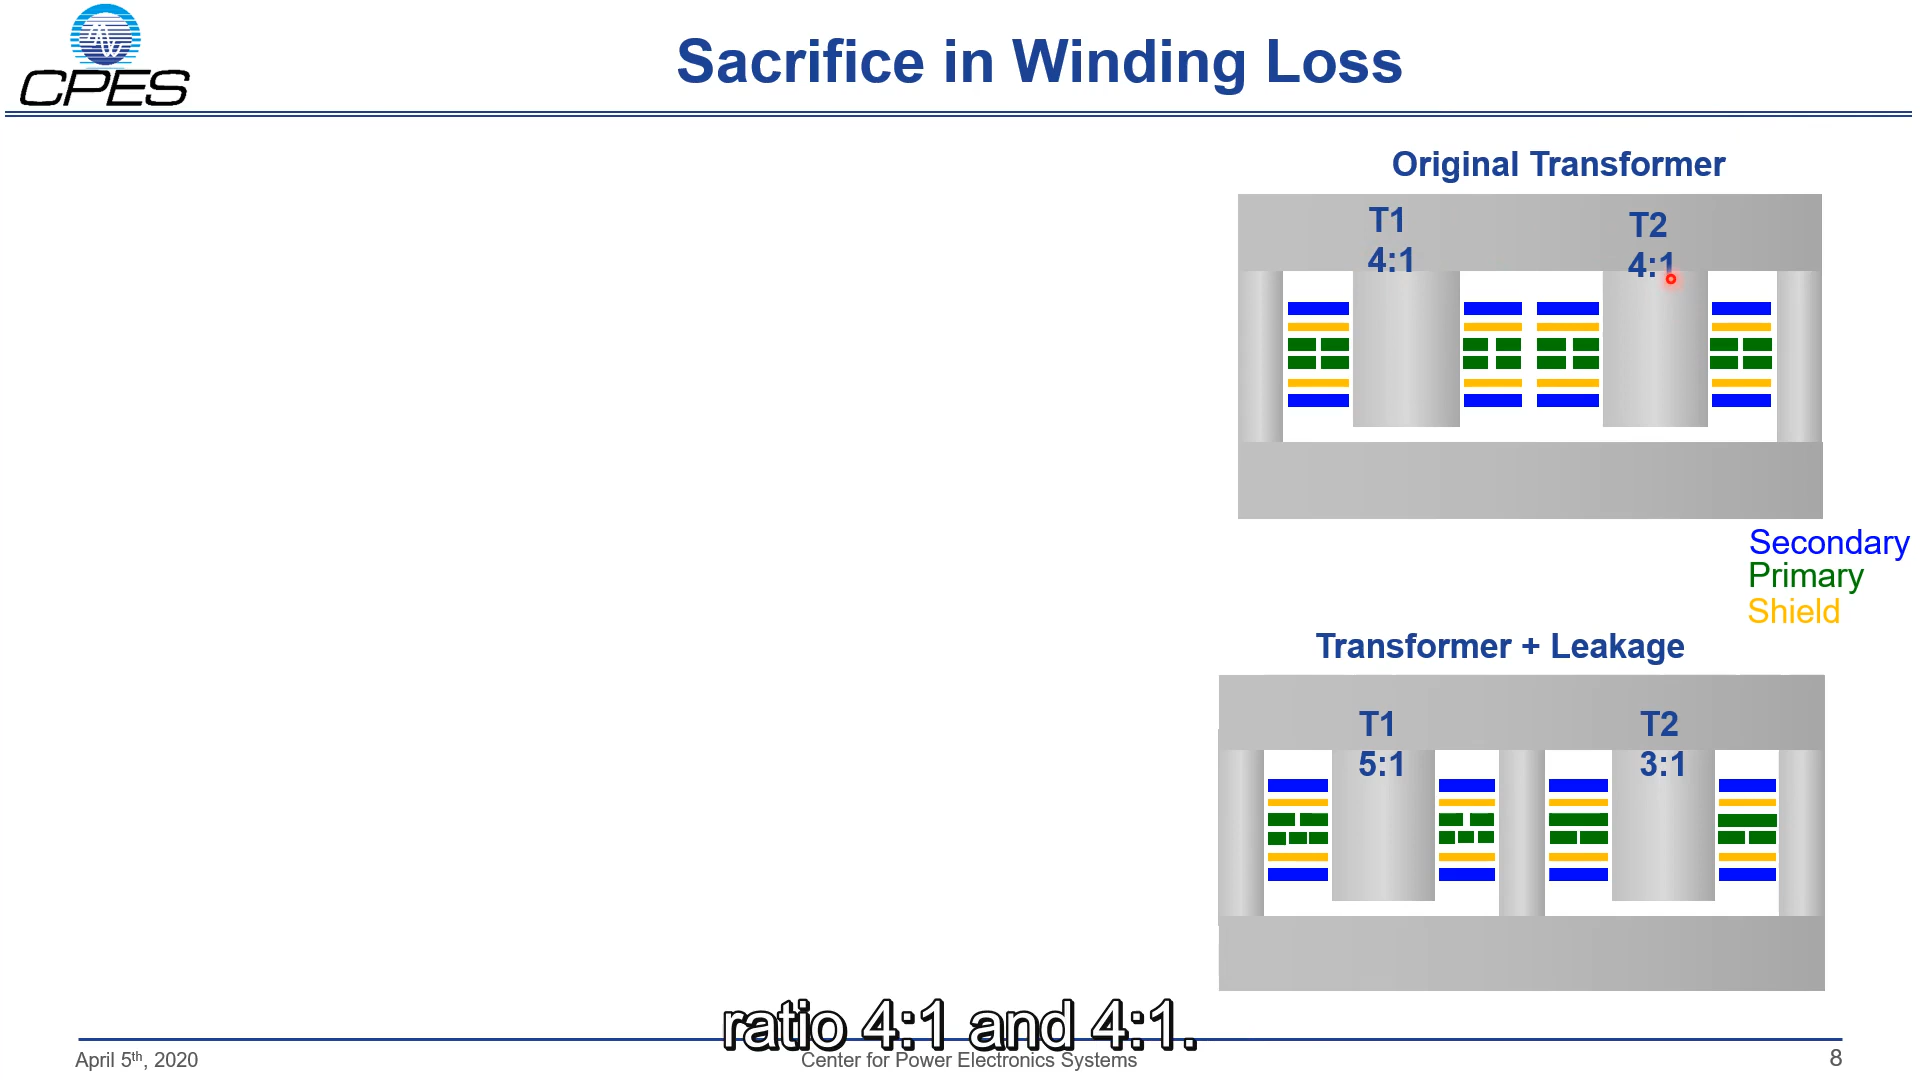 CPES
Sacrifice in Winding Loss
Original Transformer
T1
4:1
T2
4:1
Secondary
Primary
Shield
Transformer + Leakage
T1
5:1
T2
3:1
ratio 4:1 and 4:1.
April 5th, 2020
Center for Power Electronics Systems
8